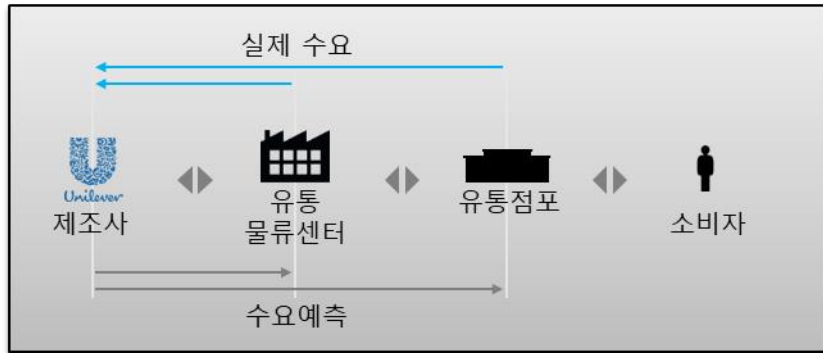 실제 수요
Unilever
제조사
유통
물류센터
유통점포
소비자
수요예측